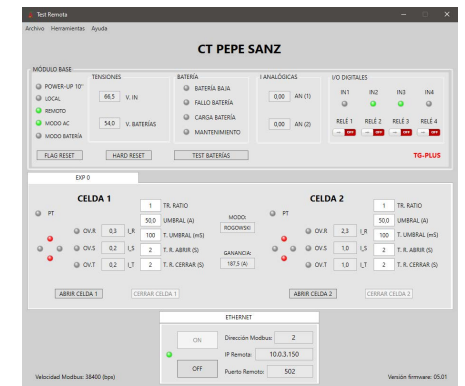 Test Remota
Archivo Herramientas Ayuda
CT PEPE SANZ
MÓDULO BASE
POWER-UP 10''
LOCAL
REMOTO
MODO AC
MODO BATERÍA
TENSIONES
66,5 V. IN
54,0 V. BATERÍAS
BATERÍA
BATERÍA BAJA
FALLO BATERÍA
CARGA BATERÍA
MANTENIMIENTO
I ANALÓGICAS
0,00 AN (1)
0,00 AN (2)
I/O DIGITALES
IN1 IN2 IN3 IN4
RELÉ 1 RELÉ 2 RELÉ 3 RELÉ 4
OFF OFF OFF OFF
FLAG RESET HARD RESET TEST BATERÍAS TG-PLUS
EXP 0
CELDA 1
PT
OV.R 0,3 I_R
OV.S 0,2 I_S
OV.T 0,2 I_T
1 TR. RATIO
50,0 UMBRAL (A)
100 T. UMBRAL (mS)
2 T. R. ABRIR (S)
2 T. R. CERRAR (S)
ABRIR CELDA 1 CERRAR CELDA 1
MODO:
ROGOWSKI
GANANCIA:
187,5 (A)
CELDA 2
PT
OV.R 2,3 I_R
OV.S 1,0 I_S
OV.T 1,0 I_T
1 TR. RATIO
50,0 UMBRAL (A)
100 T. UMBRAL (mS)
2 T. R. ABRIR (S)
2 T. R. CERRAR (S)
ABRIR CELDA 2 CERRAR CELDA 2
ETHERNET
ON
OFF
Dirección Modbus: 2
IP Remota: 10.0.3.150
Puerto Remoto: 502
Velocidad Modbus: 38400 (bps)
Versión firmware: 05.01